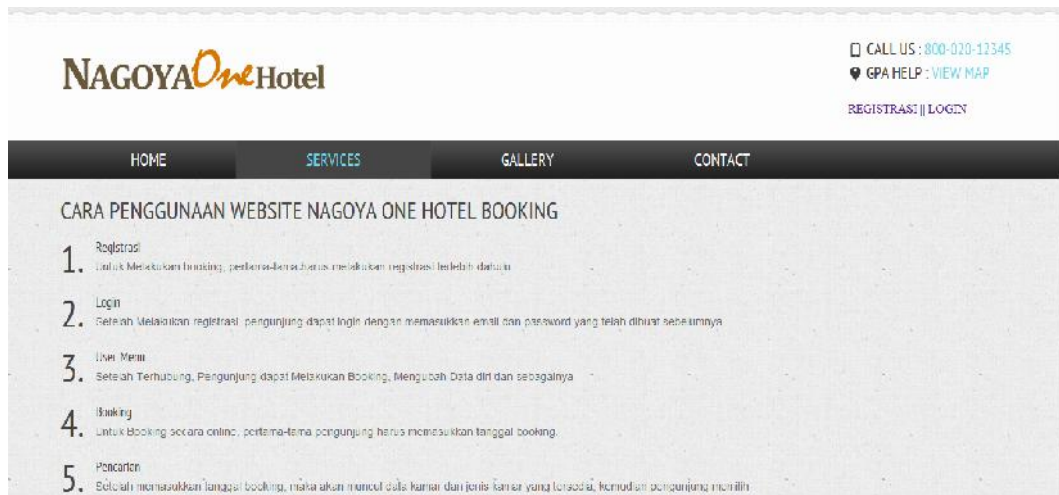 NAGOYA One Hotel
CALL US : 800-020-12345
GPA HELP : VIEW MAP
REGISTRASI || LOGIN
HOME SERVICES GALLERY CONTACT
CARA PENGGUNAAN WEBSITE NAGOYA ONE HOTEL BOOKING
1. Registrasi
Untuk Melakukan booking, pertama-tama harus melakukan registrasi terlebih dahulu
2. Login
Setelah Melakukan registrasi, pengunjung dapat login dengan memasukkan email dan password yang telah dibuat sebelumnya
3. User Menu
Setelah Terhubung, Pengunjung dapat Melakukan Booking, Mengubah Data diri dan sebagainya
4. Booking
Untuk Booking secara online, pertama-tama pengunjung harus memasukkan tanggal booking.
5. Pencarian
Setelah memasukkan tanggal booking, maka akan muncul data kamar dan jenis kamar yang tersedia, kemudian pengunjung memilih